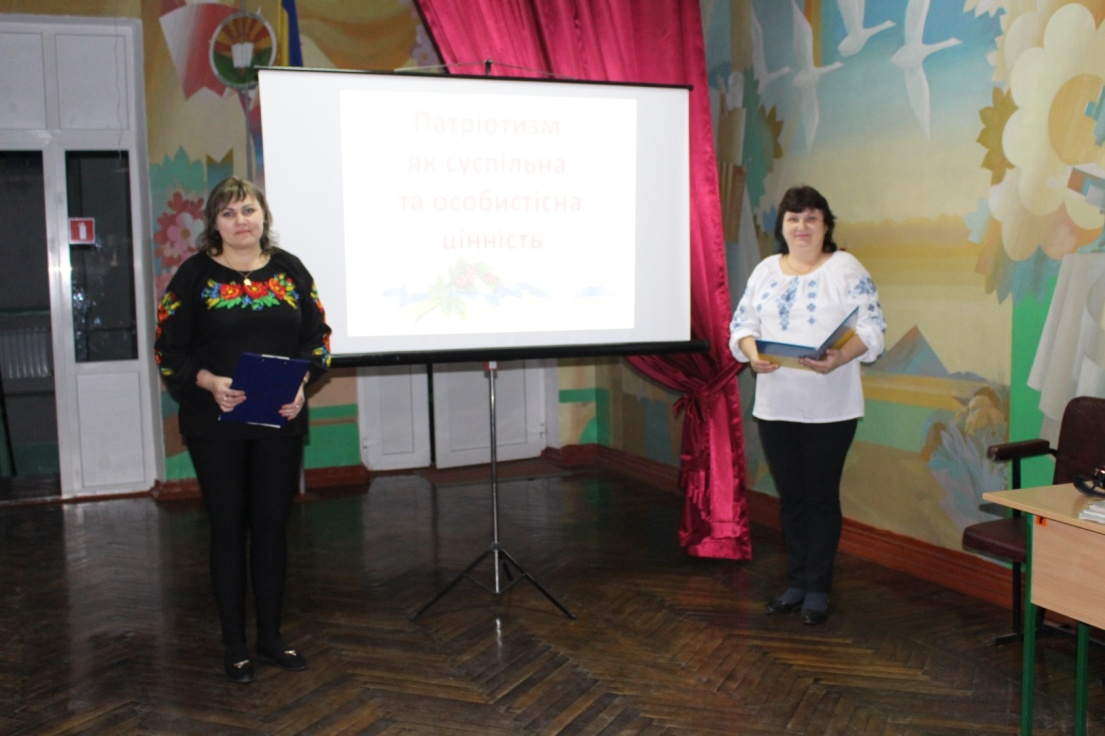 Патріотизм
як суспільна
та особистісна
цінність